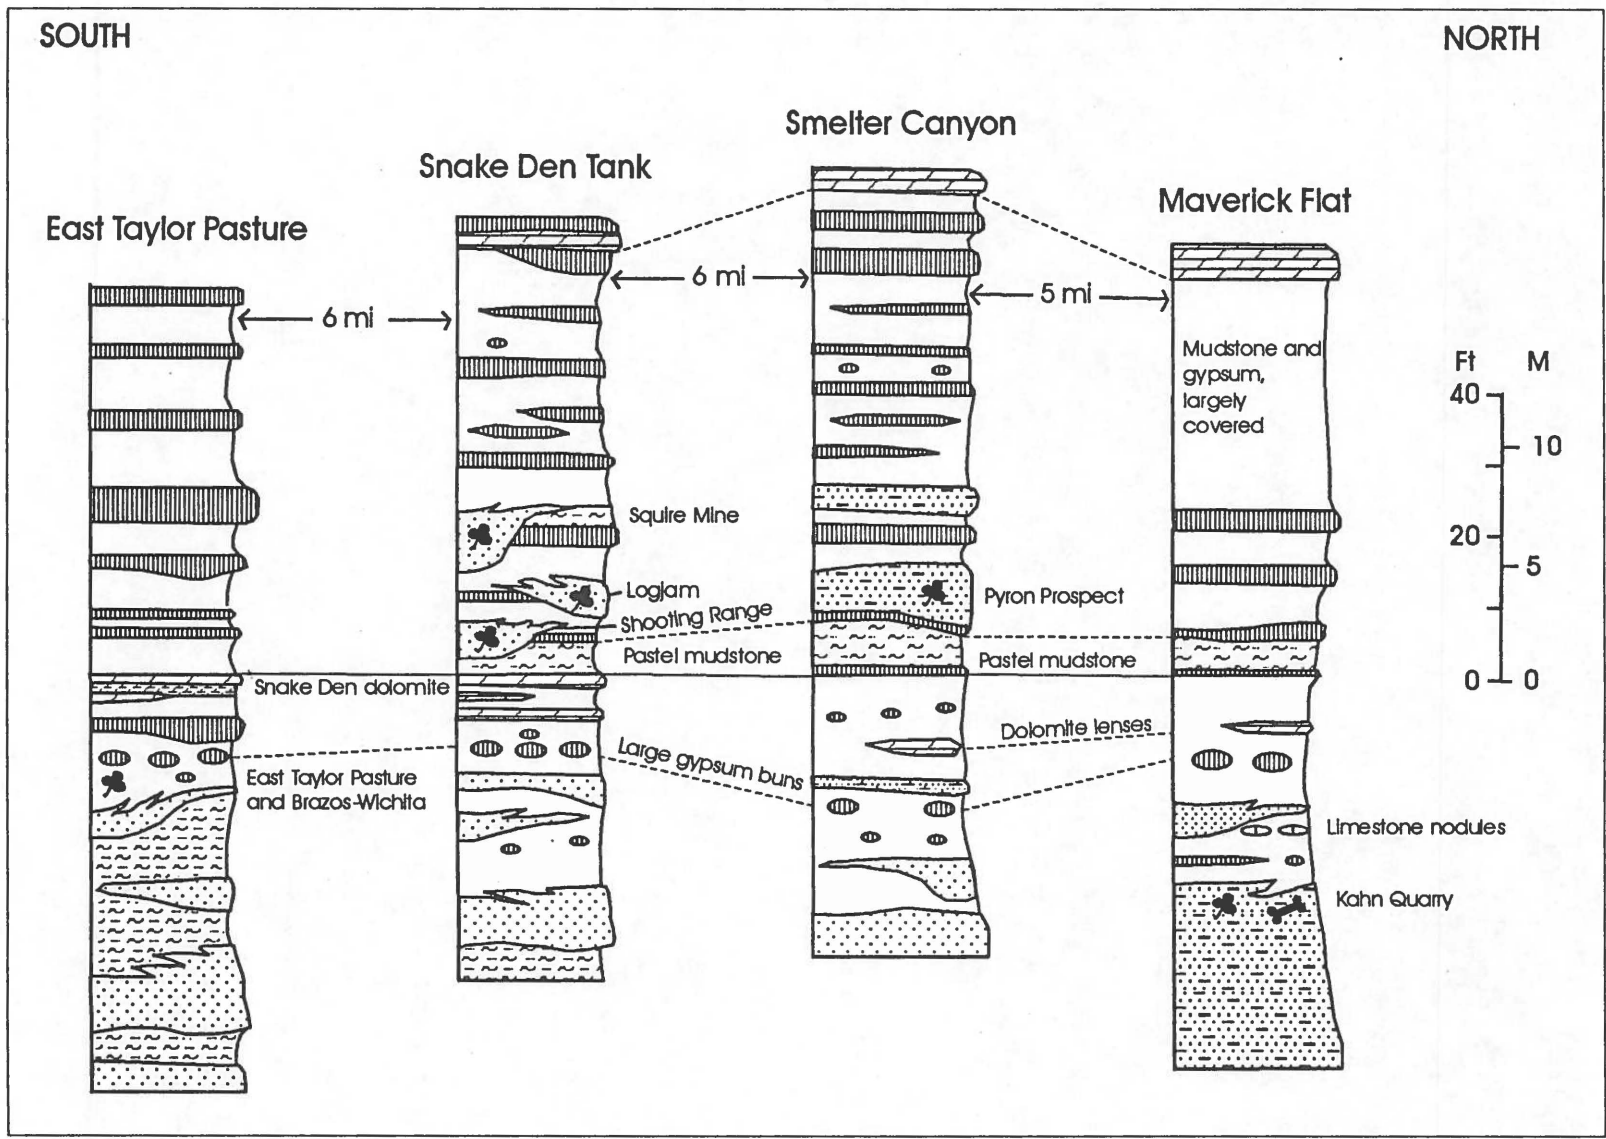 SOUTH
NORTH
Smelter Canyon
Snake Den Tank
Maverick Flat
East Taylor Pasture
6 mi
5 mi
6 mi
Mudstone and
gypsum,
largely
covered
Ft M
40
10
20
5
0 0
Squire Mine
Logjam
Shooting Range
Pyron Prospect
Pastel mudstone
Pastel mudstone
Snake Den dolomite
Dolomite lenses
Large gypsum buns
East Taylor Pasture
and Brazos-Wichita
Limestone nodules
Kahn Quarry